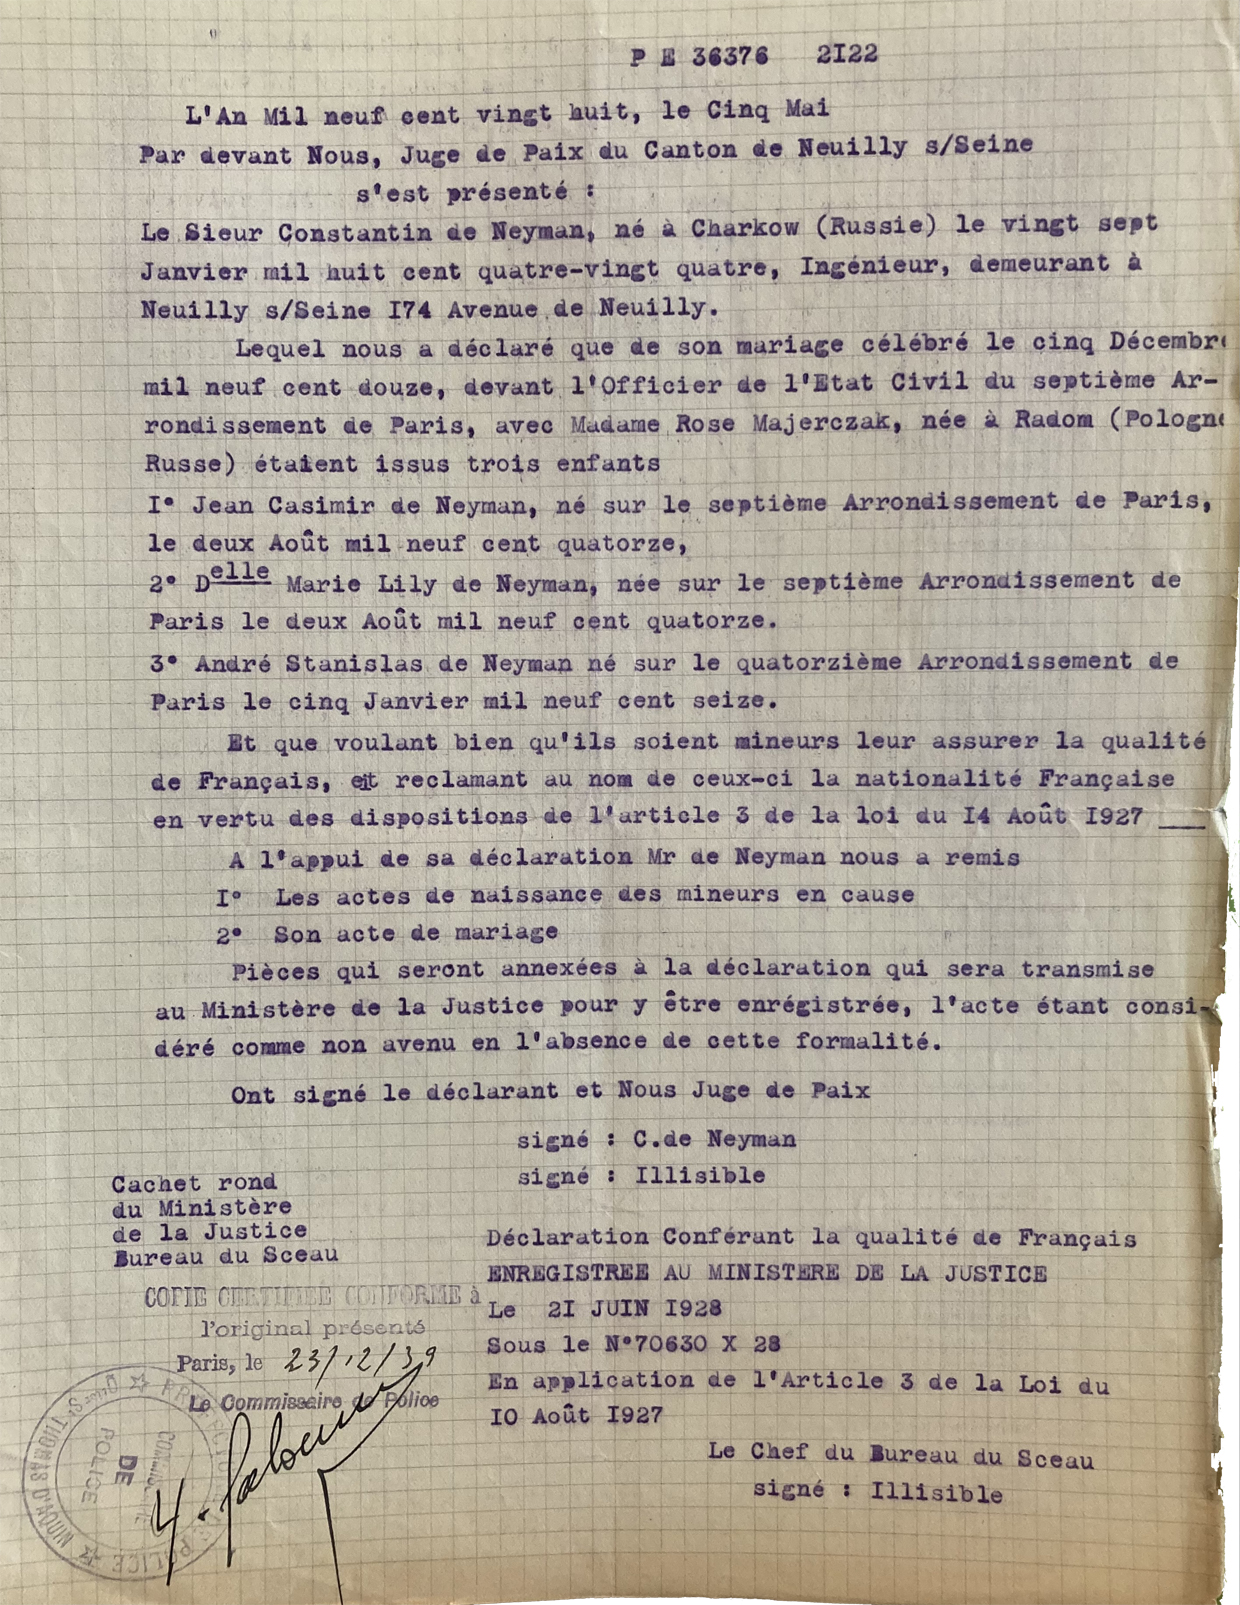 P E 36376 2I22
L'An Mil neuf cent vingt huit, le Cinq Mai
Par devant Nous, Juge de Paix du Canton de Neuilly s/Seine
s'est présenté :
Le Sieur Constantin de Neyman, né à Charkow (Russie) le vingt sept
Janvier mil huit cent quatre-vingt quatre, Ingénieur, demeurant à
Neuilly s/Seine I74 Avenue de Neuilly.
Lequel nous a déclaré que de son mariage célébré le cinq Décembre
mil neuf cent douze, devant l'Officier de l'Etat Civil du septième Ar-
rondissement de Paris, avec Madame Rose Majerczak, née à Radom (Pologne
Russe) étaient issus trois enfants
I° Jean Casimir de Neyman, né sur le septième Arrondissement de Paris,
le deux Août mil neuf cent quatorze,
2° Delle Marie Lily de Neyman, née sur le septième Arrondissement de
Paris le deux Août mil neuf cent quatorze.
3° André Stanislas de Neyman né sur le quatorzième Arrondissement de
Paris le cinq Janvier mil neuf cent seize.
Et que voulant bien qu'ils soient mineurs leur assurer la qualité
de Français, et reclamant au nom de ceux-ci la nationalité Française
en vertu des dispositions de l'article 3 de la loi du I4 Août I927 ___
A l'appui de sa déclaration Mr de Neyman nous a remis
I° Les actes de naissance des mineurs en cause
2° Son acte de mariage
Pièces qui seront annexées à la déclaration qui sera transmise
au Ministère de la Justice pour y être enrégistrée, l'acte étant consi-
déré comme non avenu en l'absence de cette formalité.
Ont signé le déclarant et Nous Juge de Paix
signé : C.de Neyman
signé : Illisible
Cachet rond
du Ministère
de la Justice
Bureau du Sceau
Déclaration Conférant la qualité de Français
ENREGISTREE AU MINISTERE DE LA JUSTICE
Le 2I JUIN I928
Sous le N°70630 X 28
En application de l'Article 3 de la Loi du
I0 Août I927
Le Chef du Bureau du Sceau
signé : Illisible
COPIE CERTIFIEE CONFORME à
l'original présenté
Paris, le 23/12/39
Le Commissaire de Police
POLICE ★ QUER ST THOMAS D'AQUIN ★
DE
POLICE